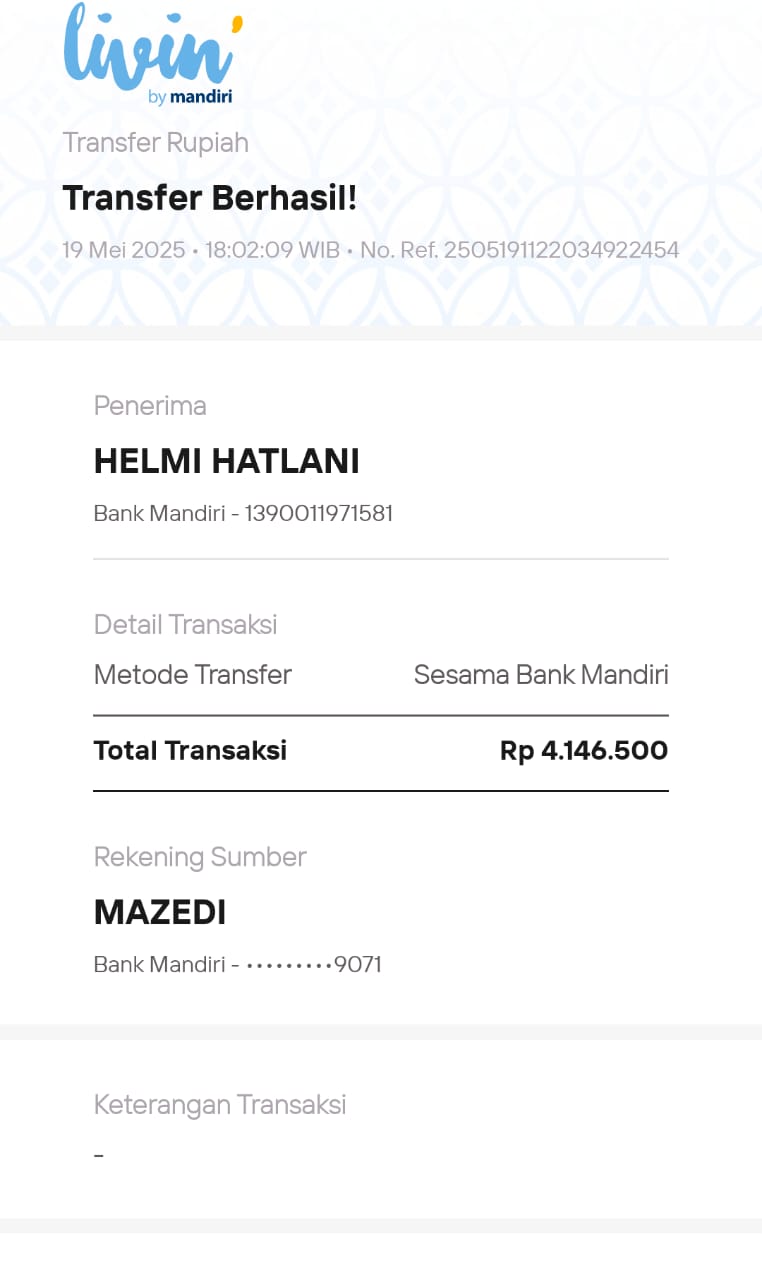 livin'
by mandiri
Transfer Rupiah
Transfer Berhasil!
19 Mei 2025 • 18:02:09 WIB • No. Ref. 2505191122034922454
Penerima
HELMI HATLANI
Bank Mandiri - 1390011971581
Detail Transaksi
Metode Transfer Sesama Bank Mandiri
Total Transaksi Rp 4.146.500
Rekening Sumber
MAZEDI
Bank Mandiri - •••••••••9071
Keterangan Transaksi
-